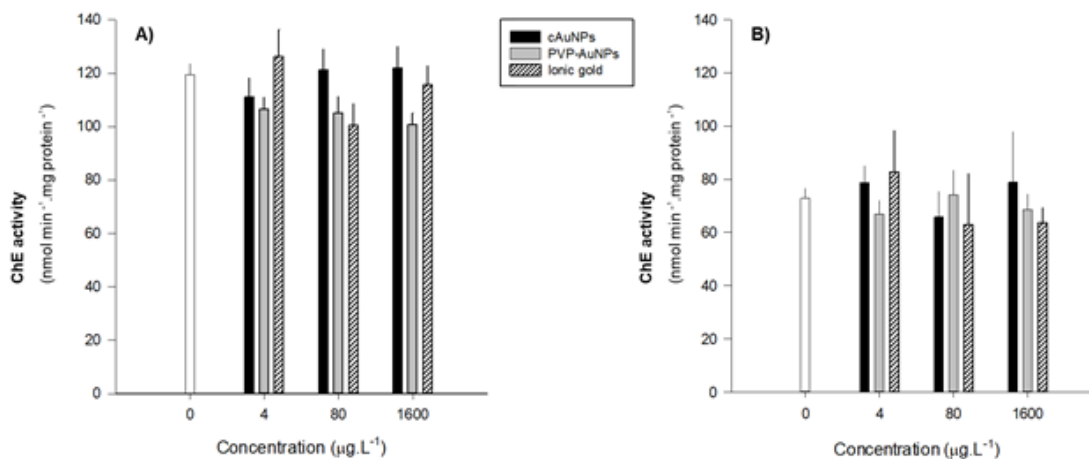 A)
140
120
100
80
60
40
20
0
ChE activity
(nmol min⁻¹.mg protein⁻¹)
0 4 80 1600
Concentration (µg.L⁻¹)
cAuNPs
PVP-AuNPs
Ionic gold
B)
140
120
100
80
60
40
20
0
ChE activity
(nmol min⁻¹.mg protein⁻¹)
0 4 80 1600
Concentration (µg.L⁻¹)